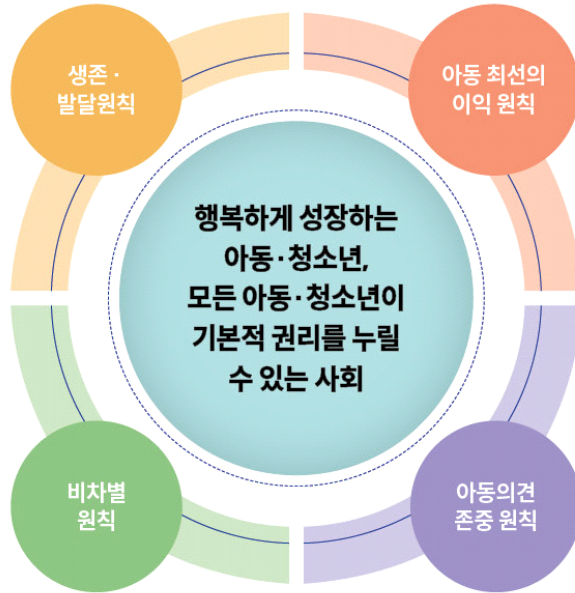 생존 ·
발달원칙
아동 최선의
이익 원칙
행복하게 성장하는
아동·청소년,
모든 아동·청소년이
기본적 권리를 누릴
수 있는 사회
비차별
원칙
아동의견
존중 원칙